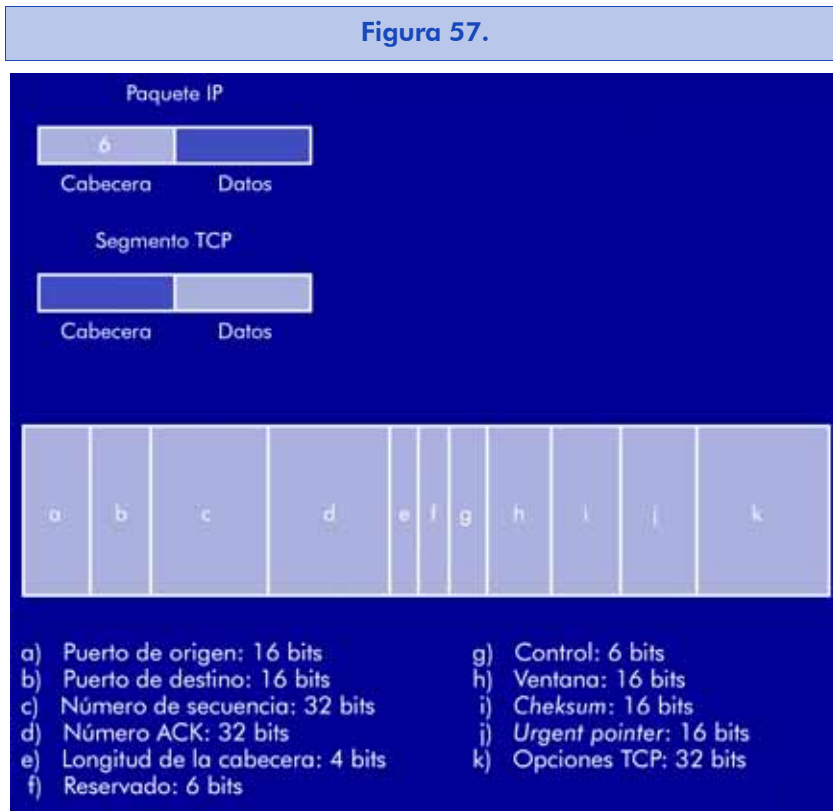 Figura 57.
Paquete IP
6
Cabecera Datos
Segmento TCP
Cabecera Datos
a b c d e f g h i j k
a) Puerto de origen: 16 bits
b) Puerto de destino: 16 bits
c) Número de secuencia: 32 bits
d) Número ACK: 32 bits
e) Longitud de la cabecera: 4 bits
f) Reservado: 6 bits
g) Control: 6 bits
h) Ventana: 16 bits
i) Cheksum: 16 bits
j) Urgent pointer: 16 bits
k) Opciones TCP: 32 bits